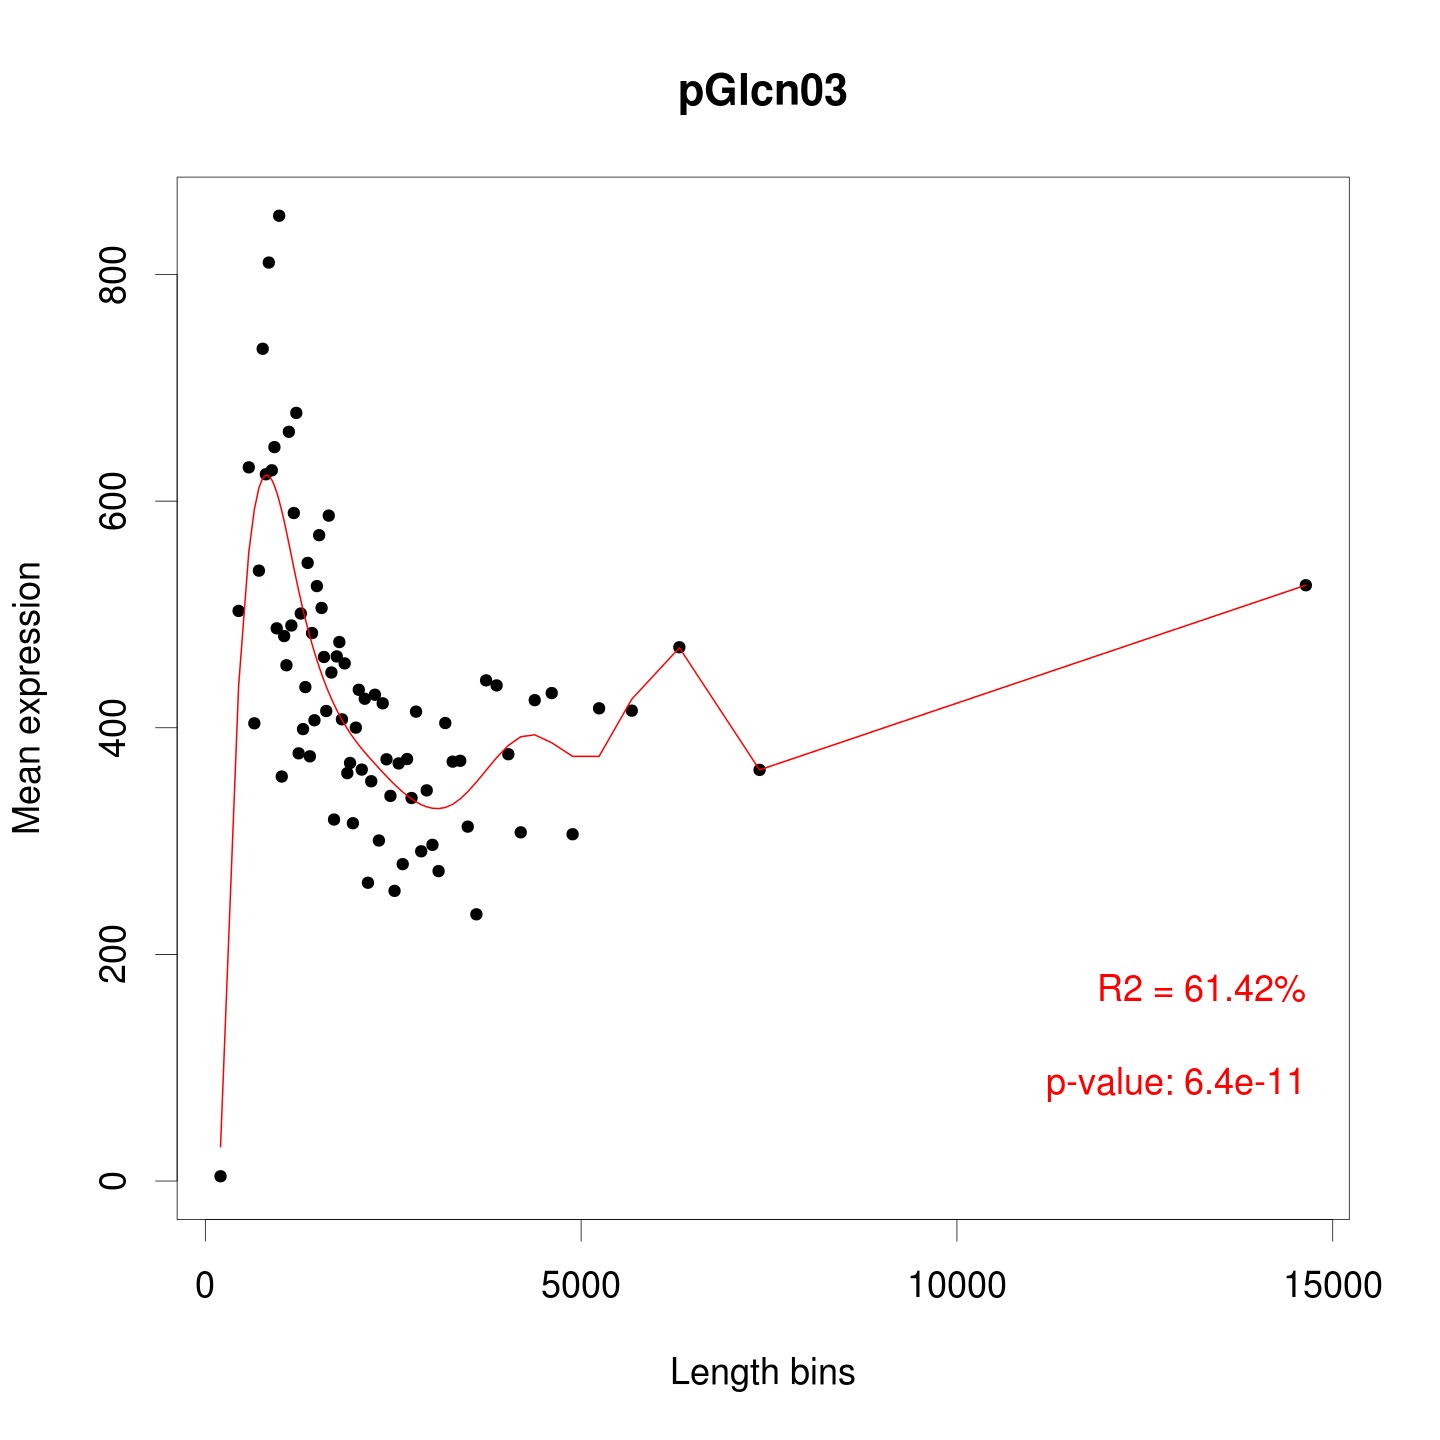 pGlcn03
Mean expression
800
600
400
200
0
R2 = 61.42%
p-value: 6.4e-11
0 5000 10000 15000
Length bins